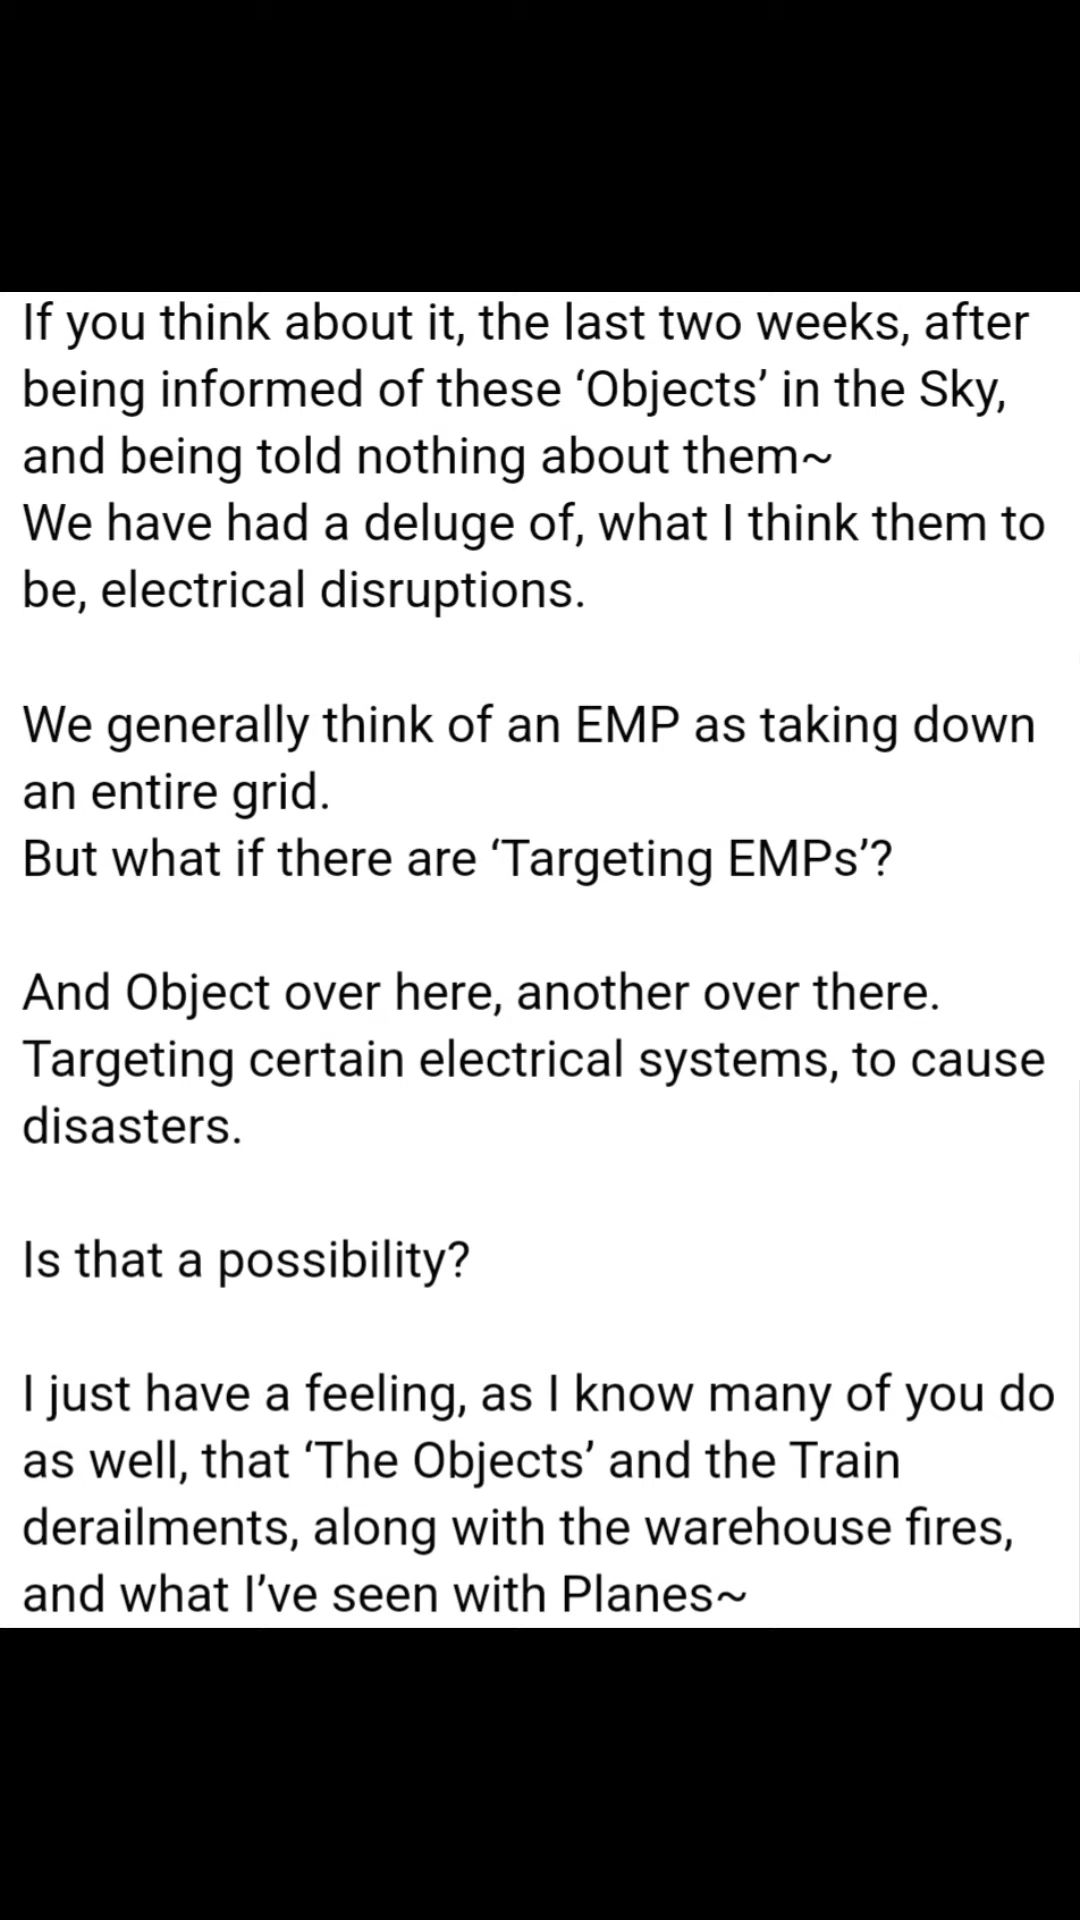 If you think about it, the last two weeks, after
being informed of these ‘Objects’ in the Sky,
and being told nothing about them~
We have had a deluge of, what I think them to
be, electrical disruptions.
We generally think of an EMP as taking down
an entire grid.
But what if there are ‘Targeting EMPs’?
And Object over here, another over there.
Targeting certain electrical systems, to cause
disasters.
Is that a possibility?
I just have a feeling, as I know many of you do
as well, that ‘The Objects’ and the Train
derailments, along with the warehouse fires,
and what I’ve seen with Planes~